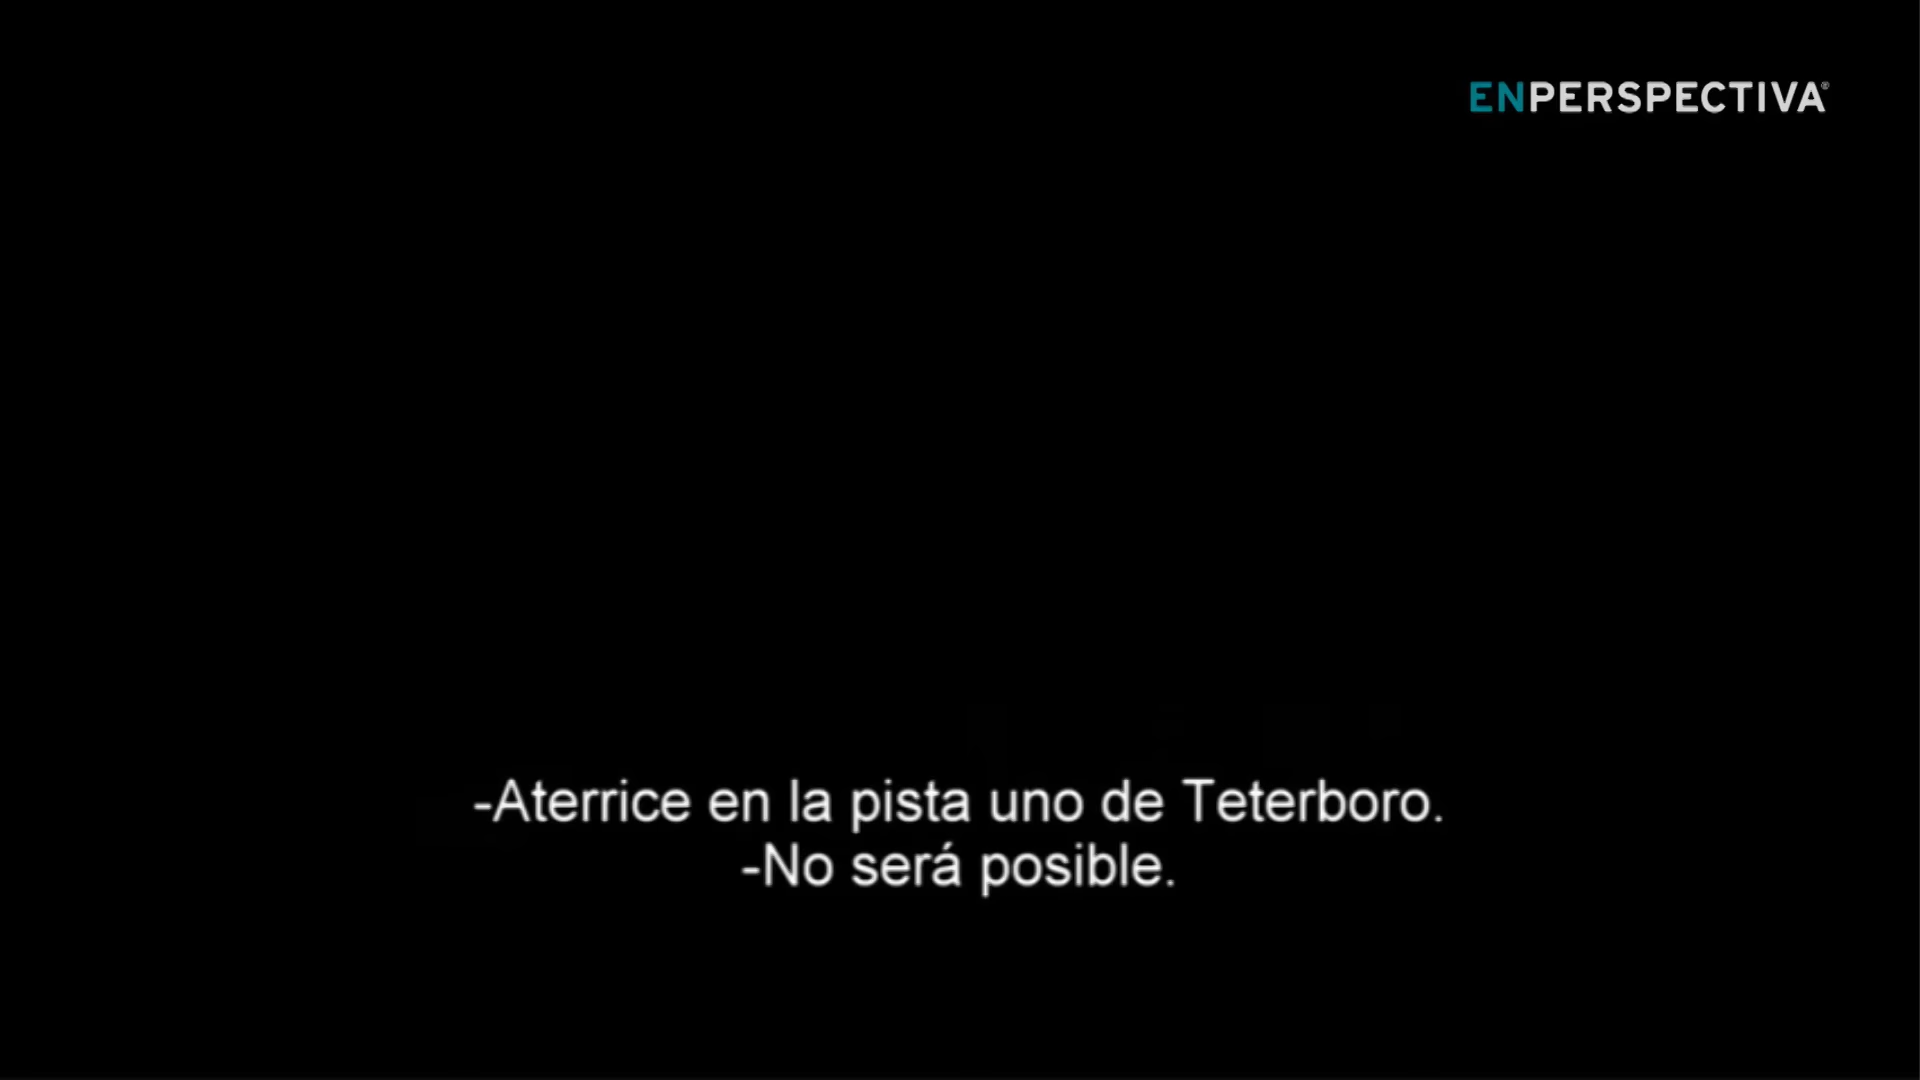 ENPERSPECTIVA®
-Aterrice en la pista uno de Teterboro.
-No será posible.